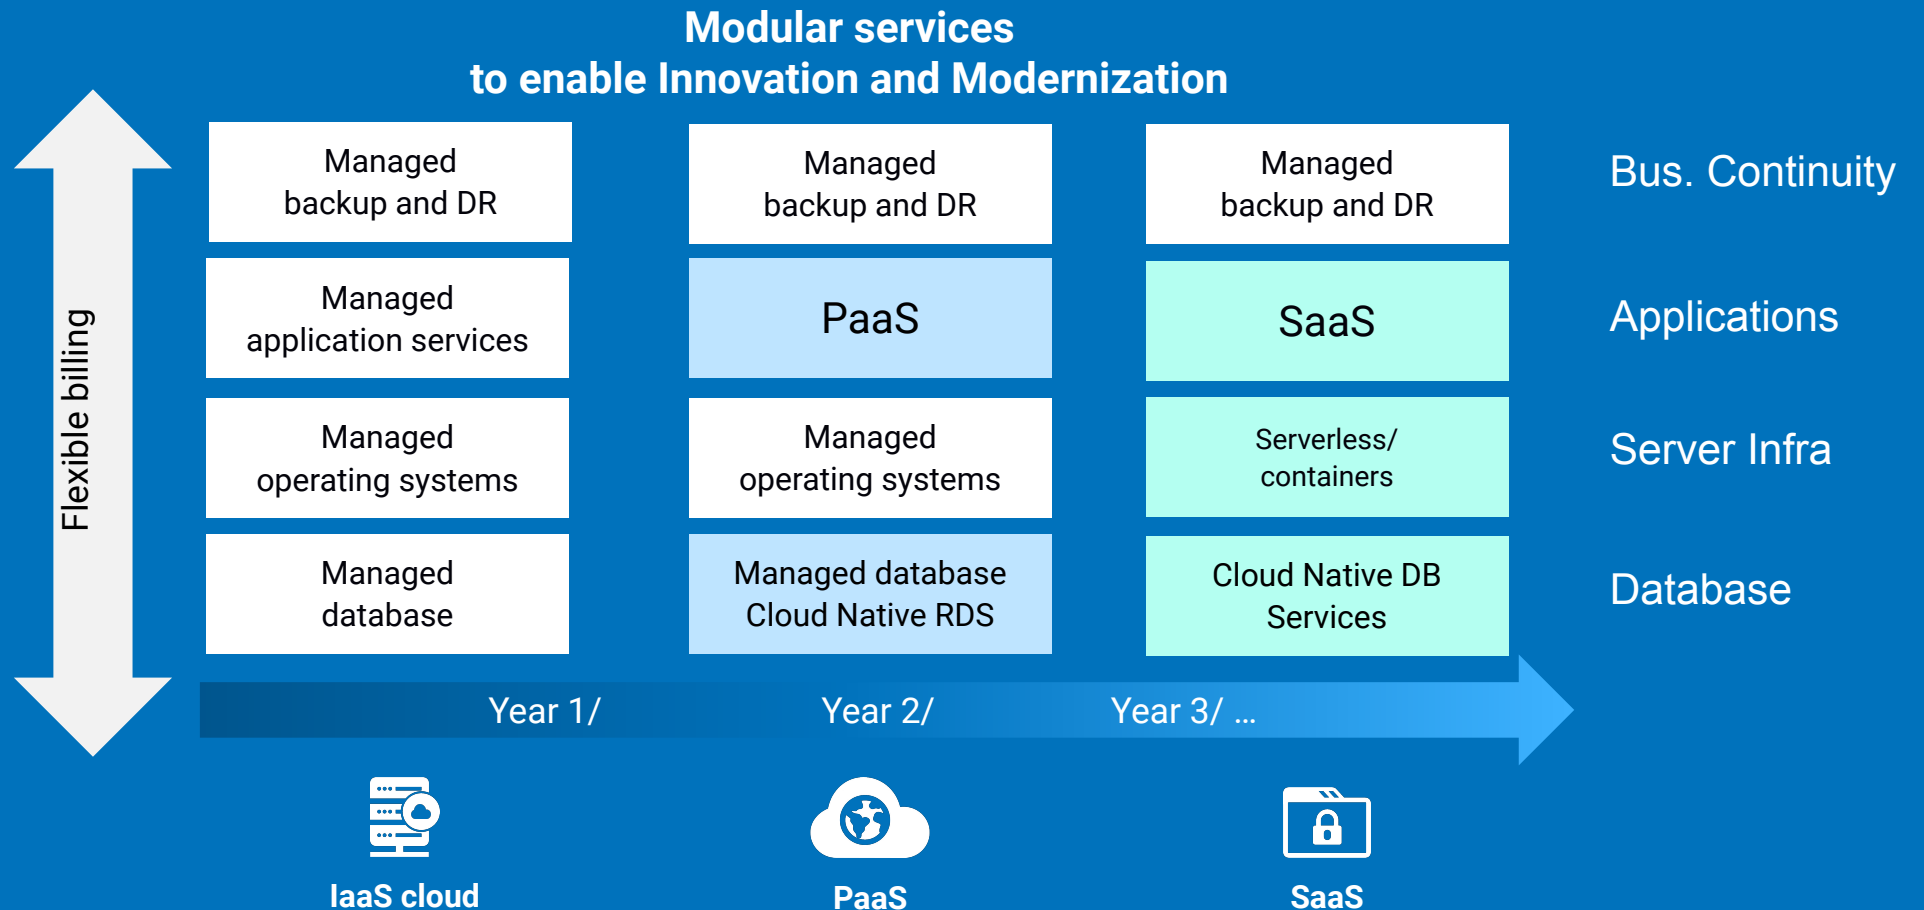 Modular services
to enable Innovation and Modernization
Flexible billing
Managed
backup and DR
Managed
backup and DR
Managed
backup and DR
Bus. Continuity
Managed
application services
PaaS
SaaS
Applications
Managed
operating systems
Managed
operating systems
Serverless/
containers
Server Infra
Managed
database
Managed database
Cloud Native RDS
Cloud Native DB
Services
Database
Year 1/
Year 2/
Year 3/ ...
IaaS cloud
PaaS
SaaS